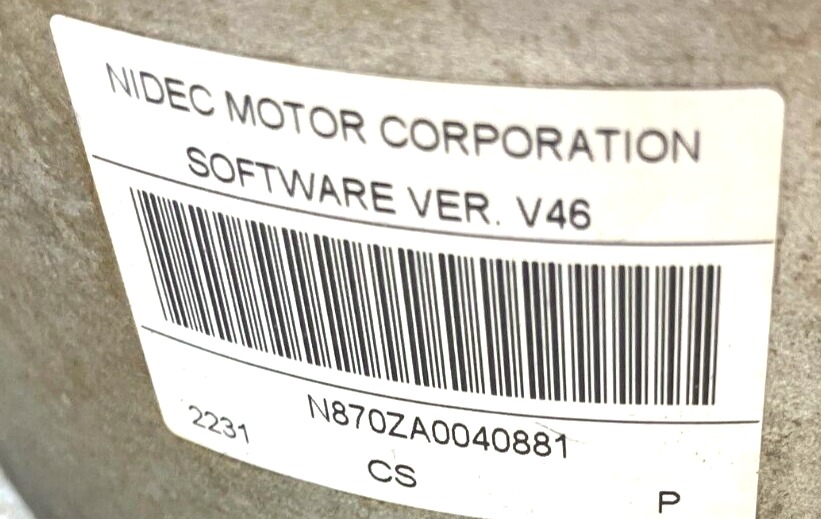 NIDEC MOTOR CORPORATION
SOFTWARE VER. V46
N870ZA0040881
2231
CS
P